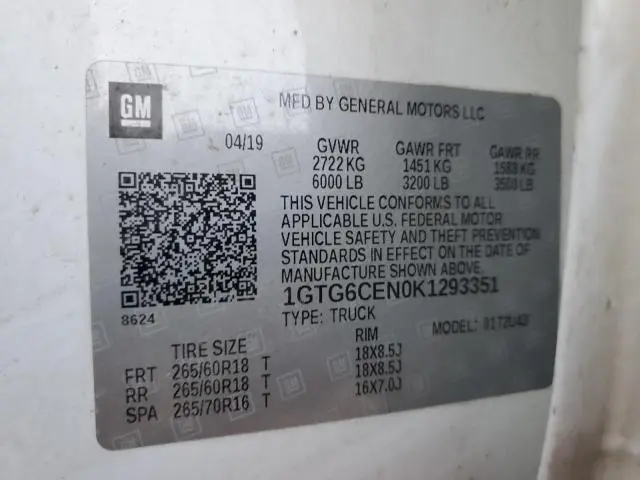 GM
MFD BY GENERAL MOTORS LLC
04/19
GVWR GAWR FRT GAWR RR
2722 KG 1451 KG 1588 KG
6000 LB 3200 LB 3500 LB
THIS VEHICLE CONFORMS TO ALL
APPLICABLE U.S. FEDERAL MOTOR
VEHICLE SAFETY AND THEFT PREVENTION
STANDARDS IN EFFECT ON THE DATE OF
MANUFACTURE SHOWN ABOVE.
8624
1GTG6CEN0K1293351
TYPE: TRUCK MODEL:
TIRE SIZE RIM
FRT 265/60R18 T 18X8.5J
RR 265/60R18 T 18X8.5J
SPA 265/70R16 T 16X7.0J